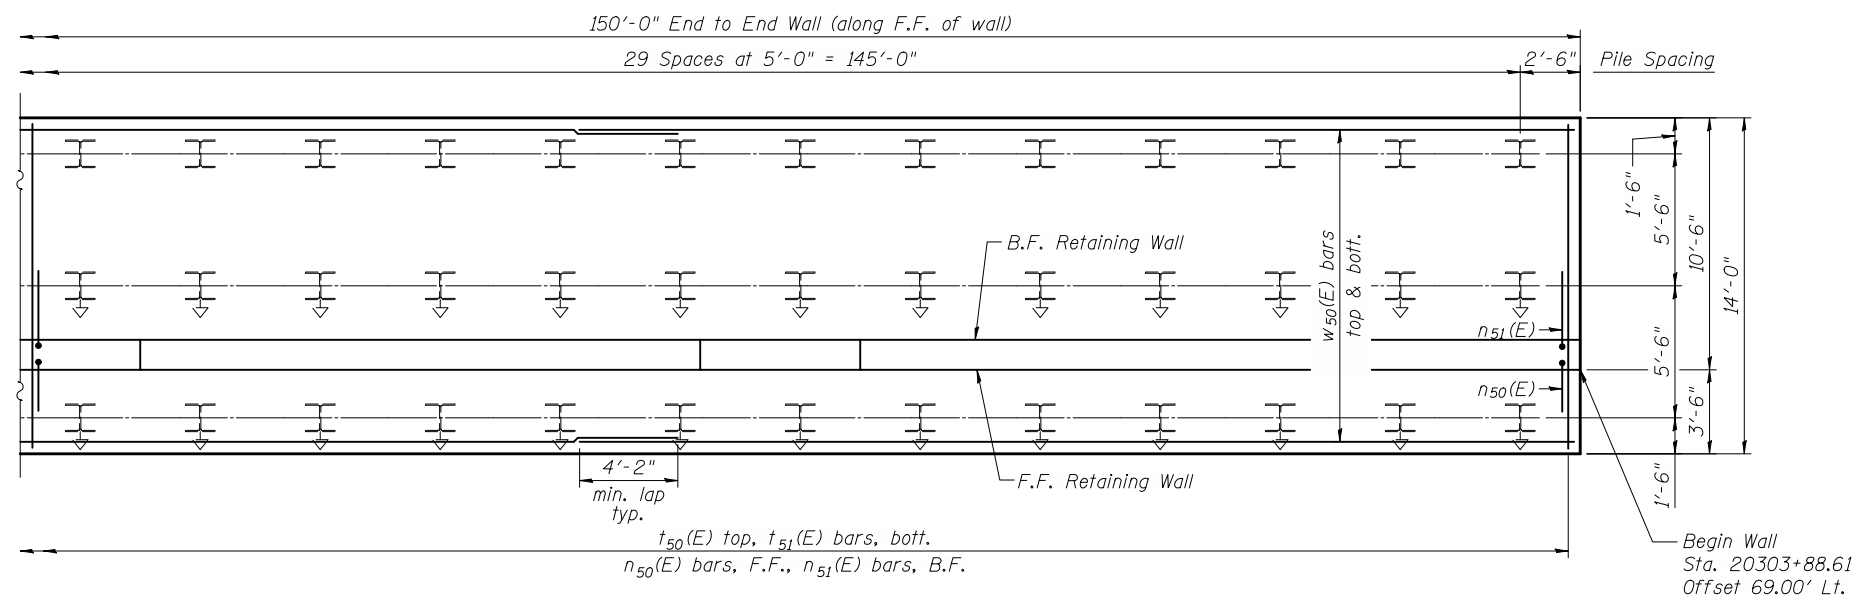 150'-0" End to End Wall (along F.F. of wall)
29 Spaces at 5'-0" = 145'-0"
2'-6"
Pile Spacing
1'-6"
5'-6"
10'-6"
14'-0"
B.F. Retaining Wall
w50(E) bars
top & bott.
n51(E)
5'-6"
n50(E)
3'-6"
4'-2"
min. lap
typ.
F.F. Retaining Wall
1'-6"
t50(E) top, t51(E) bars, bott.
n50(E) bars, F.F., n51(E) bars, B.F.
Begin Wall
Sta. 20303+88.61
Offset 69.00' Lt.